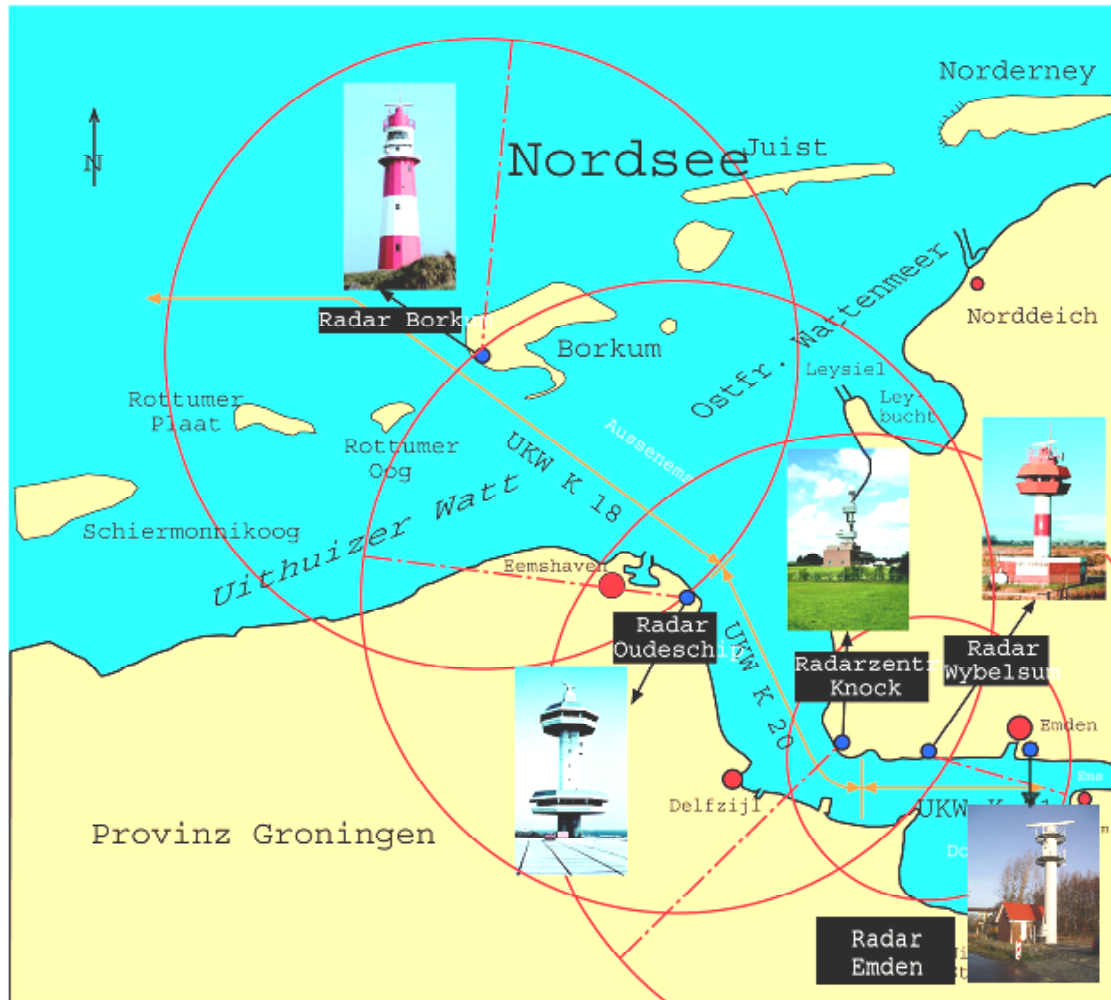 Norderney
Nordsee
Juist
N
Radar Borkum
Borkum
Ostfr. Wattenmeer
Norddeich
Leysiel
Ley-
bucht
Rottumer
Plaat
Rottumer
Oog
UKW K 18
Aussenems
Schiermonnikoog
Uithuizer Watt
Eemshaven
Radar
Oudeschip
UKW K 20
Radarzentr
Knock
Radar
Wybelsum
Emden
Ems
Delfzijl
UKW K
Provinz Groningen
Radar
Emden